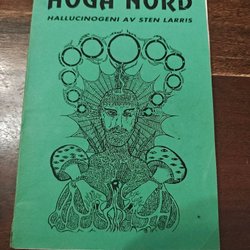 HÖGA NORD
HALLUCINOGENI AV STEN LARRIS